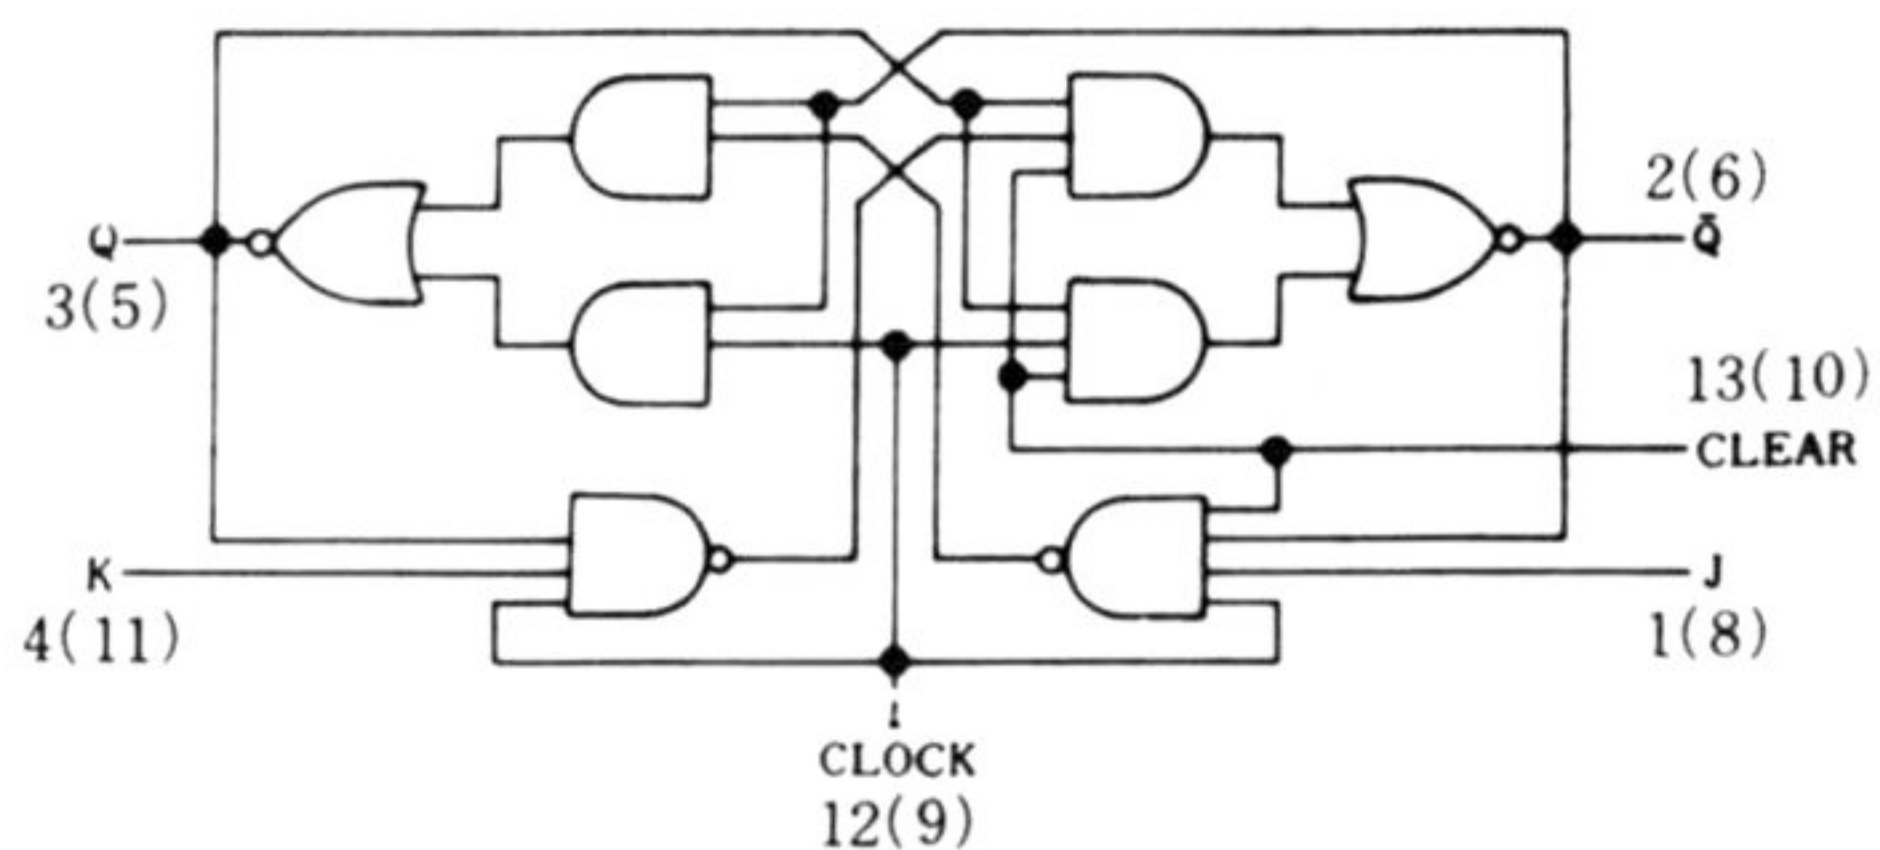 2(6)
Q
Q̄
3(5)
13(10)
CLEAR
K
J
4(11)
1(8)
CLOCK
12(9)